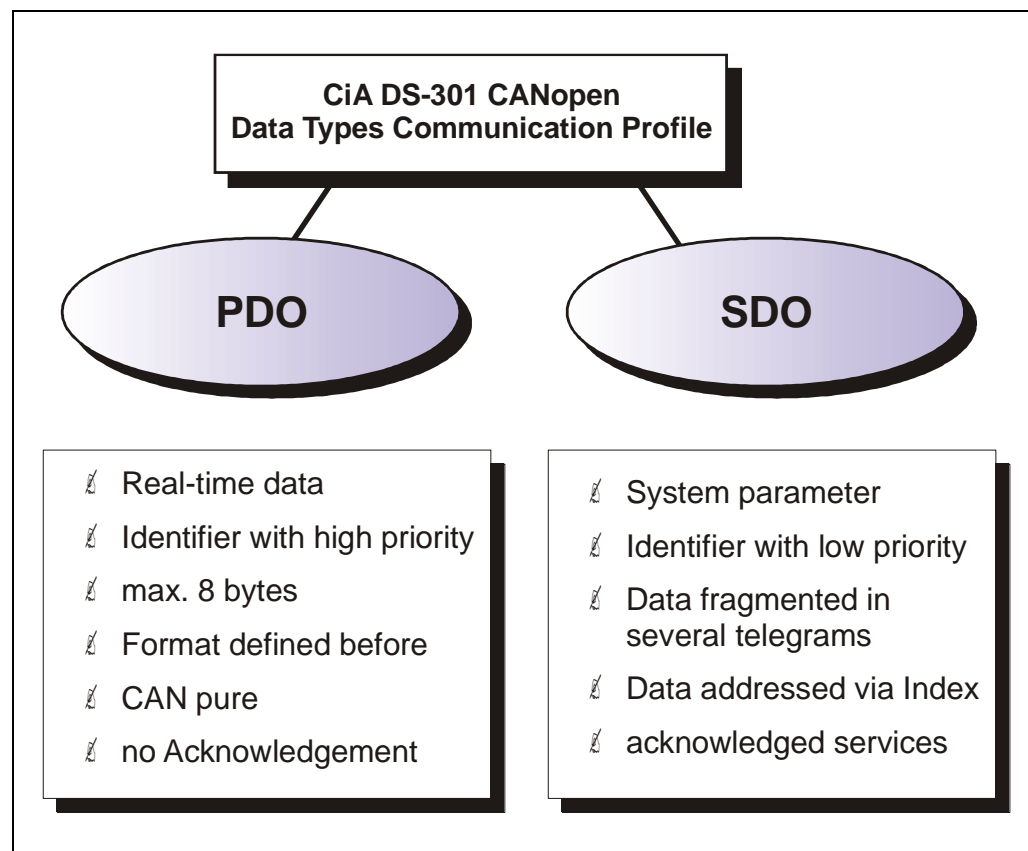 CiA DS-301 CANopen
Data Types Communication Profile
PDO
SDO
Real-time data
Identifier with high priority
max. 8 bytes
Format defined before
CAN pure
no Acknowledgement
System parameter
Identifier with low priority
Data fragmented in
several telegrams
Data addressed via Index
acknowledged services